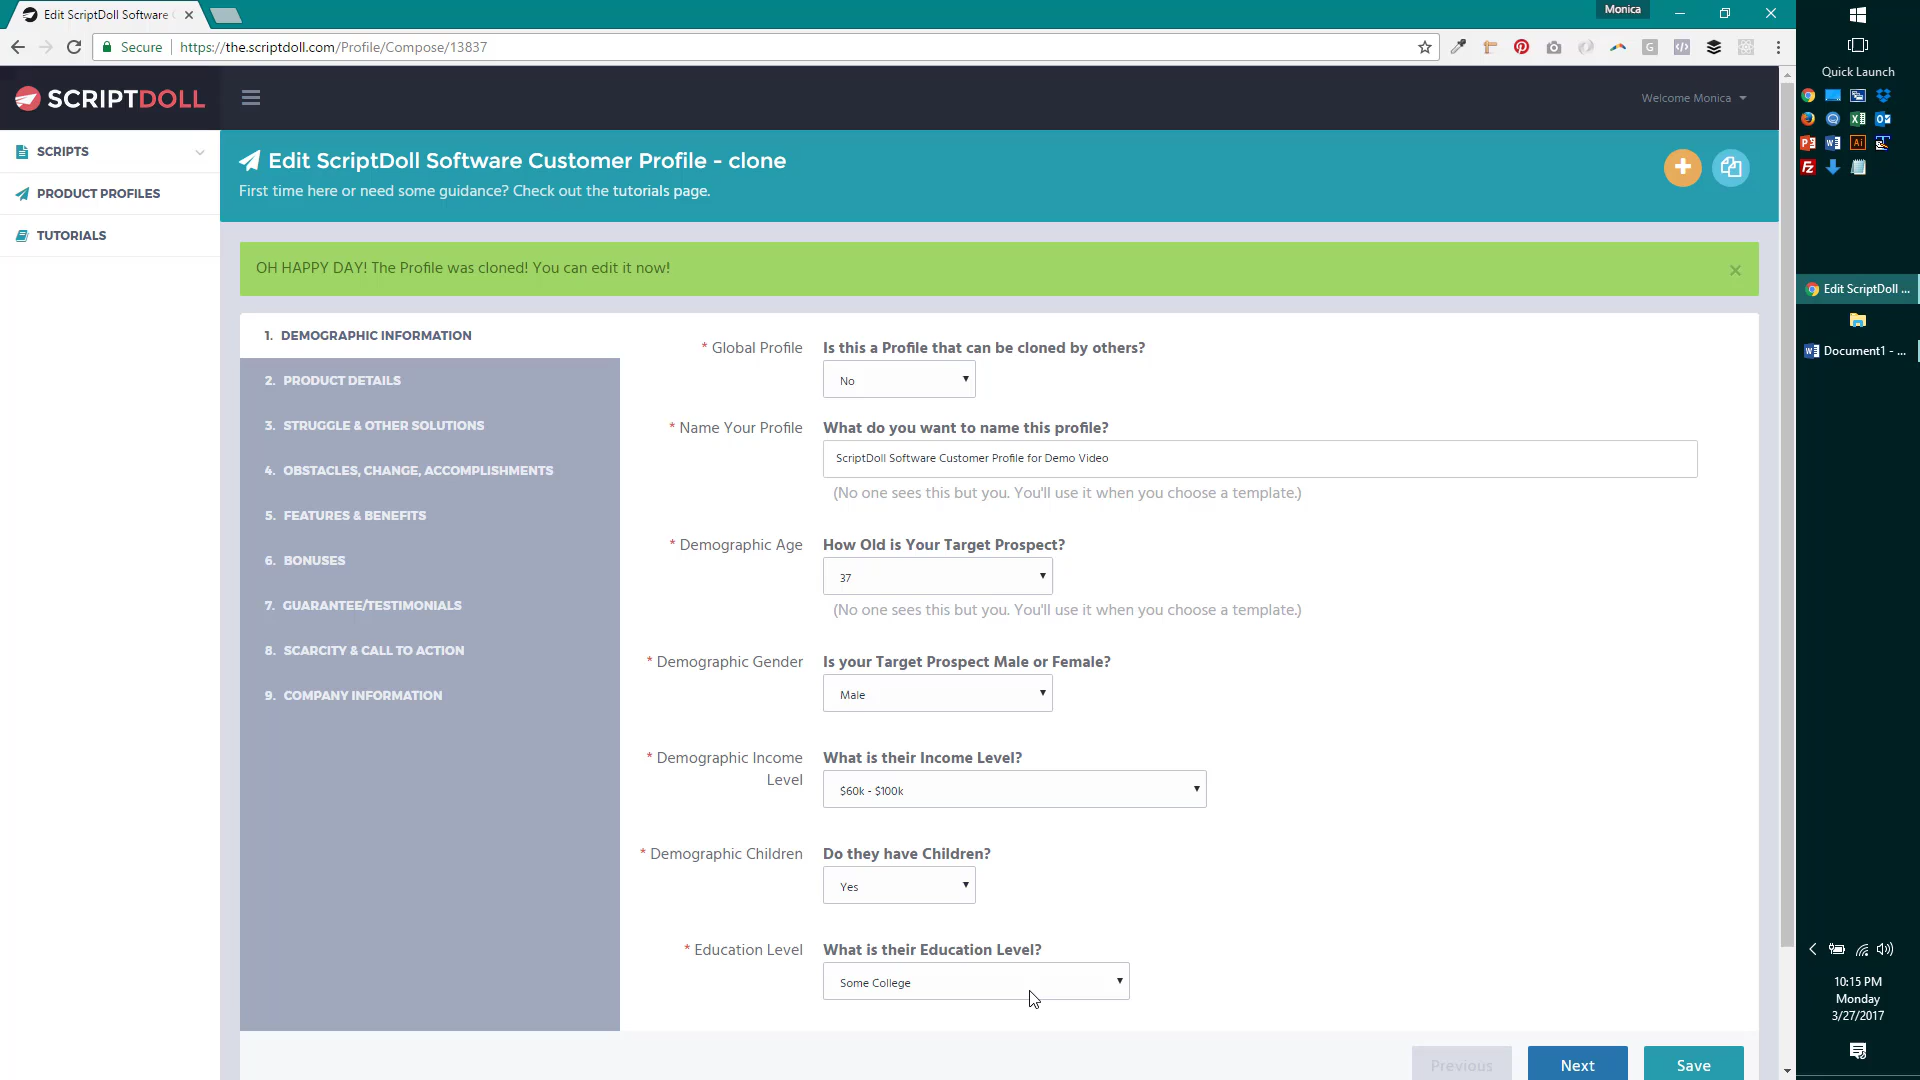 Edit ScriptDoll Software C
Monica
Secure
https://the.scriptdoll.com/Profile/Compose/13837
Quick Launch
SCRIPTDOLL
Welcome Monica
SCRIPTS
PRODUCT PROFILES
TUTORIALS
Edit ScriptDoll Software Customer Profile - clone
First time here or need some guidance? Check out the tutorials page.
OH HAPPY DAY! The Profile was cloned! You can edit it now!
1. DEMOGRAPHIC INFORMATION
2. PRODUCT DETAILS
3. STRUGGLE & OTHER SOLUTIONS
4. OBSTACLES, CHANGE, ACCOMPLISHMENTS
5. FEATURES & BENEFITS
6. BONUSES
7. GUARANTEE/TESTIMONIALS
8. SCARCITY & CALL TO ACTION
9. COMPANY INFORMATION
* Global Profile
Is this a Profile that can be cloned by others?
No
* Name Your Profile
What do you want to name this profile?
ScriptDoll Software Customer Profile for Demo Video
(No one sees this but you. You'll use it when you choose a template.)
* Demographic Age
How Old is Your Target Prospect?
37
(No one sees this but you. You'll use it when you choose a template.)
* Demographic Gender
Is your Target Prospect Male or Female?
Male
* Demographic Income
Level
What is their Income Level?
$60k - $100k
* Demographic Children
Do they have Children?
Yes
* Education Level
What is their Education Level?
Some College
Previous
Next
Save
Edit ScriptDoll ...
Document1 - ...
10:15 PM
Monday
3/27/2017